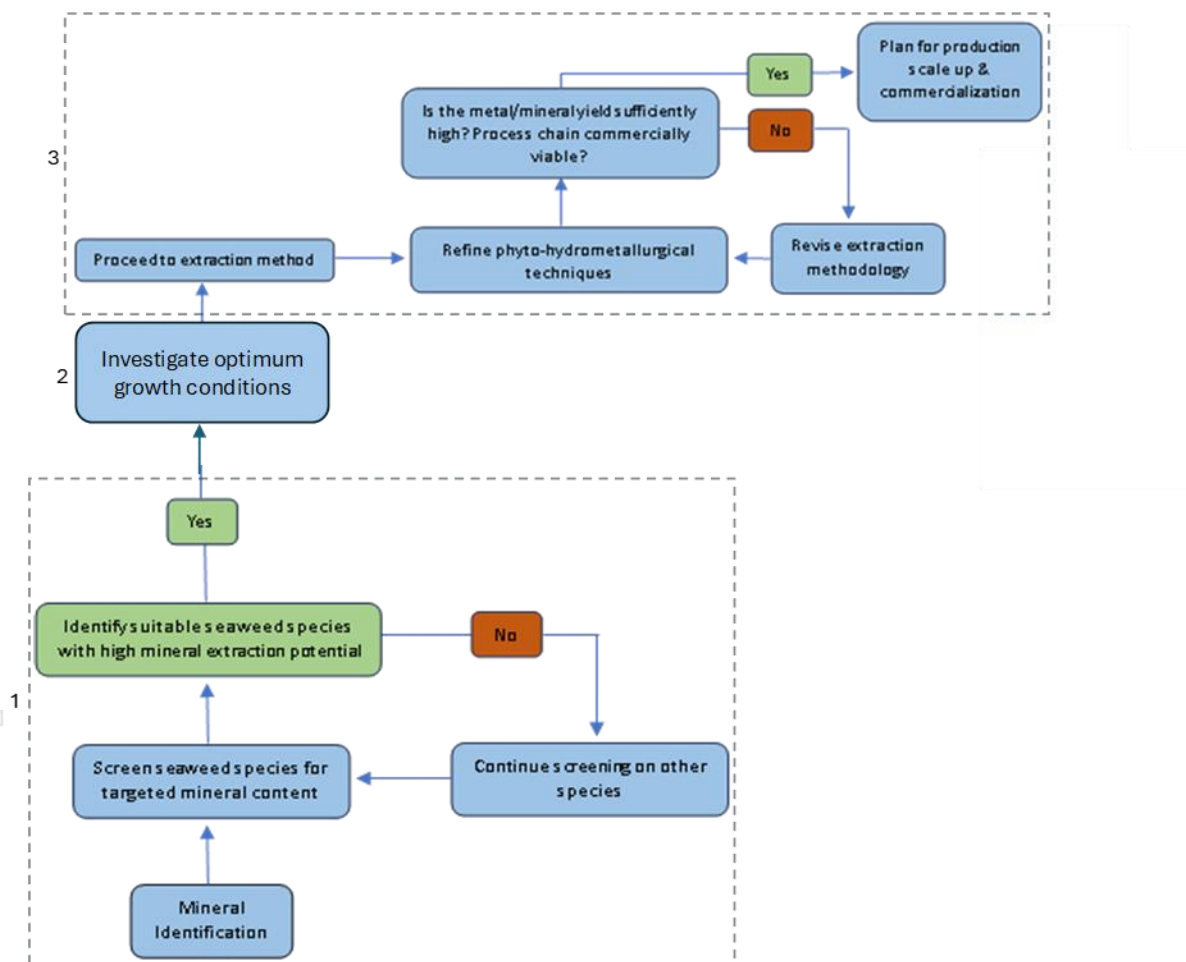 Plan for production
scale up &
commercialization
Yes
Is the metal/mineral yield sufficiently
high? Process chain commercially
viable?
No
3
Proceed to extraction method
Refine phyto-hydrometallurgical
techniques
Revise extraction
methodology
2
Investigate optimum
growth conditions
Yes
Identify suitable seaweed species
with high mineral extraction potential
No
1
Screen seaweed species for
targeted mineral content
Continue screening on other
species
Mineral
Identification